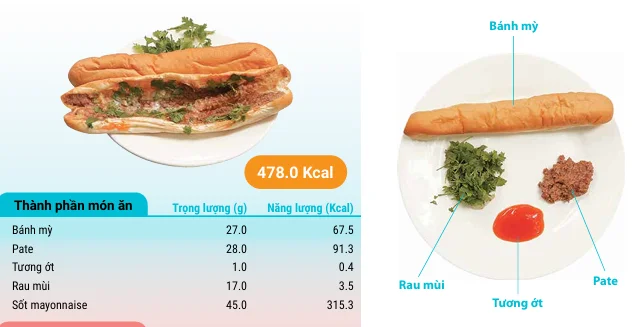 478.0 Kcal
Thành phần món ăn Trọng lượng (g) Năng lượng (Kcal)
Bánh mỳ 27.0 67.5
Pate 28.0 91.3
Tương ớt 1.0 0.4
Rau mùi 17.0 3.5
Sốt mayonnaise 45.0 315.3
Bánh mỳ
Rau mùi
Pate
Tương ớt